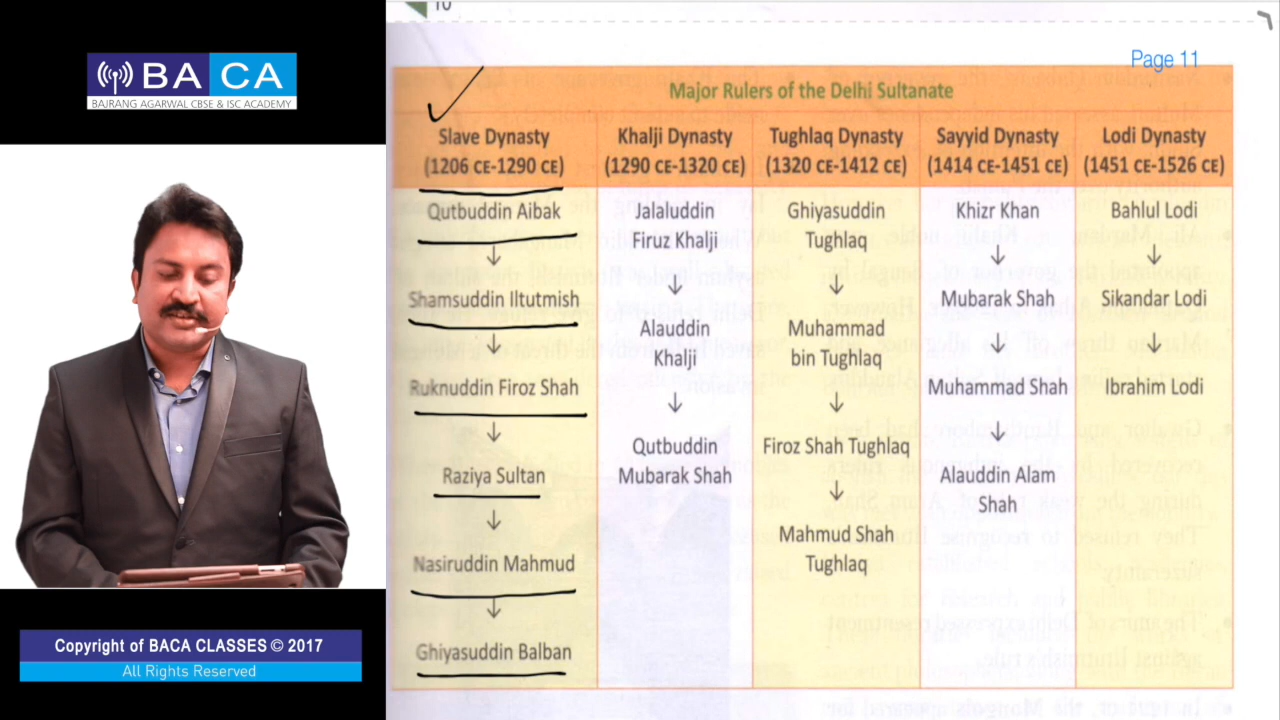 10
Page 11
BA CA
BAJRANG AGARWAL CBSE & ISC ACADEMY
Major Rulers of the Delhi Sultanate
Slave Dynasty
(1206 CE-1290 CE)
Qutbuddin Aibak
Shamsuddin Iltutmish
Ruknuddin Firoz Shah
Raziya Sultan
Nasiruddin Mahmud
Ghiyasuddin Balban
Khalji Dynasty
(1290 CE-1320 CE)
Jalaluddin
Firuz Khalji
Alauddin
Khalji
Qutbuddin
Mubarak Shah
Tughlaq Dynasty
(1320 CE-1412 CE)
Ghiyasuddin
Tughlaq
Muhammad
bin Tughlaq
Firoz Shah Tughlaq
Mahmud Shah
Tughlaq
Sayyid Dynasty
(1414 CE-1451 CE)
Khizr Khan
Mubarak Shah
Muhammad Shah
Alauddin Alam
Shah
Lodi Dynasty
(1451 CE-1526 CE)
Bahlul Lodi
Sikandar Lodi
Ibrahim Lodi
Copyright of BACA CLASSES © 2017
All Rights Reserved